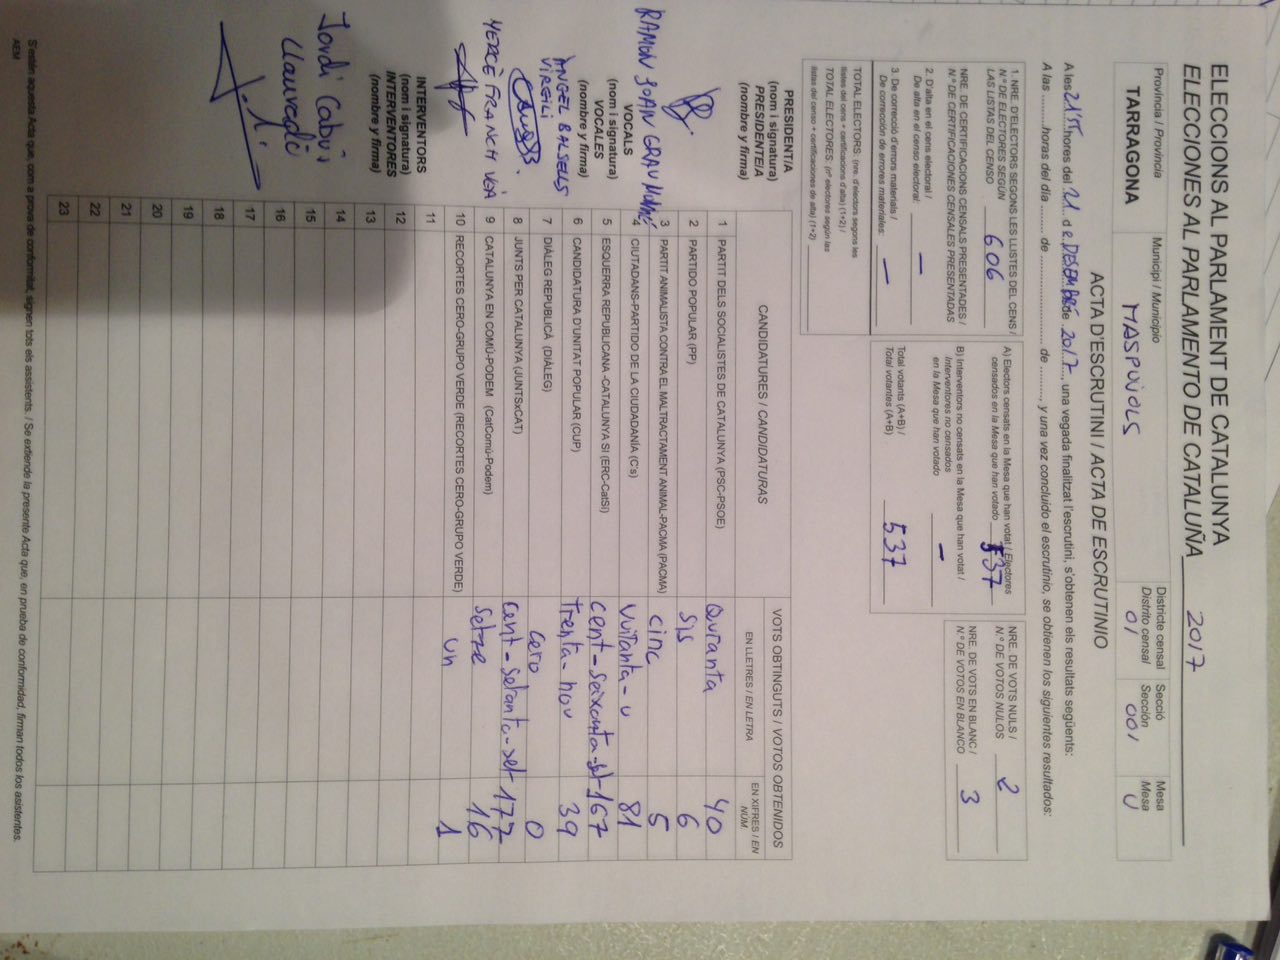 ELECCIONS AL PARLAMENT DE CATALUNYA
ELECCIONES AL PARLAMENTO DE CATALUÑA 2017
Província / Provincia
TARRAGONA
Municipi / Municipio
MASPUJOLS
Districte censal
Distrito censal
01
Secció
Sección
001
Mesa
Mesa
U
ACTA D'ESCRUTINI / ACTA DE ESCRUTINIO
A les 21'15 hores del 21 de DESEMBRE de 2017, una vegada finalitzat l'escrutini, s'obtenen els resultats següents:
A las ......... horas del día ......... de ......................... de ........., y una vez concluido el escrutinio, se obtienen los siguientes resultados:
1. NRE. D'ELECTORS SEGONS LES LLISTES DEL CENS /
N.º DE ELECTORES SEGÚN
LAS LISTAS DEL CENSO 606
NRE. DE CERTIFICACIONS CENSALS PRESENTADES /
N.º DE CERTIFICACIONES CENSALES PRESENTADAS
2. D'alta en el cens electoral /
De alta en el censo electoral: —
3. De correcció d'errors materials /
De corrección de errores materiales: —
TOTAL ELECTORS. (nre. d'electors segons les
llistes del cens + certificacions d'alta) (1+2) /
TOTAL ELECTORES. (nº electores según las
listas del censo + certificaciones de alta) (1+2)
A) Electors censats en la Mesa que han votat / Electores
censados en la Mesa que han votado 537
B) Interventors no censats en la Mesa que han votat /
Interventores no censados
en la Mesa que han votado —
Total votants (A+B) /
Total votantes (A+B) 537
NRE. DE VOTS NULS /
N.º DE VOTOS NULOS 2
NRE. DE VOTS EN BLANC /
N.º DE VOTOS EN BLANCO 3
PRESIDENT/A
(nom i signatura)
PRESIDENTE/A
(nombre y firma)
RAMON JOAN GRAU
VOCALS
(nom i signatura)
VOCALES
(nombre y firma)
ANGEL BALSELLS
VIRGILI
MERCÈ FRANCH
INTERVENTORS
(nom i signatura)
INTERVENTORES
(nombre y firma)
Jordi Cabús
Llauradó
CANDIDATURES / CANDIDATURAS
VOTS OBTINGUTS / VOTOS OBTENIDOS
EN LLETRES / EN LETRA
EN XIFRES / EN NÚM.
1 PARTIT DELS SOCIALISTES DE CATALUNYA (PSC-PSOE) Quranta 40
2 PARTIDO POPULAR (PP) sis 6
3 PARTIT ANIMALISTA CONTRA EL MALTRACTAMENT ANIMAL-PACMA (PACMA) cinc 5
4 CIUTADANS-PARTIDO DE LA CIUDADANÍA (C's) Vuitanta-u 81
5 ESQUERRA REPUBLICANA -CATALUNYA SI (ERC-CatSí) cent-seixanta-set 167
6 CANDIDATURA D'UNITAT POPULAR (CUP) Trenta-nou 39
7 DIÀLEG REPUBLICÀ (DIÀLEG) cero 0
8 JUNTS PER CATALUNYA (JUNTSxCAT) Cent-setanta-set 177
9 CATALUNYA EN COMÚ-PODEM (CatComú-Podem) setze 16
10 RECORTES CERO-GRUPO VERDE (RECORTES CERO-GRUPO VERDE) un 1
11
12
13
14
15
16
17
18
19
20
21
22
23
S'estén aquesta Acta que, com a prova de conformitat, signen tots els assistents. / Se extiende la presente Acta que, en prueba de conformidad, firman todos los asistentes.
AEM